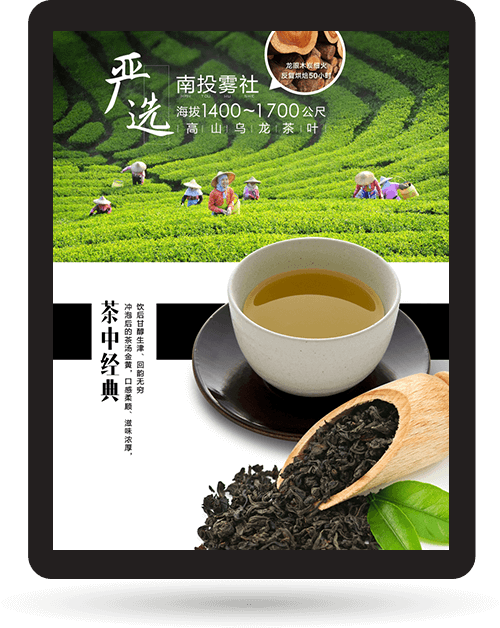 严选
南投雾社
海拔1400~1700公尺
高山乌龙茶叶
龙眼木炭细火
反复烘焙50小时
茶中经典
饮后甘醇生津、回韵无穷
冲泡后的茶汤金黄，口感柔顺、滋味浓厚，